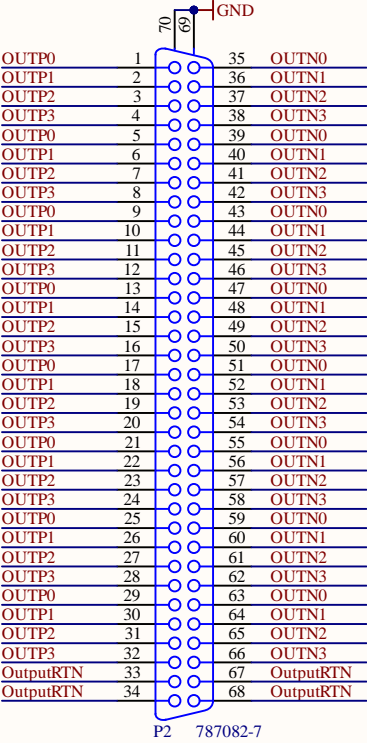 70 69 GND
OUTP0 1 35 OUTN0
OUTP1 2 36 OUTN1
OUTP2 3 37 OUTN2
OUTP3 4 38 OUTN3
OUTP0 5 39 OUTN0
OUTP1 6 40 OUTN1
OUTP2 7 41 OUTN2
OUTP3 8 42 OUTN3
OUTP0 9 43 OUTN0
OUTP1 10 44 OUTN1
OUTP2 11 45 OUTN2
OUTP3 12 46 OUTN3
OUTP0 13 47 OUTN0
OUTP1 14 48 OUTN1
OUTP2 15 49 OUTN2
OUTP3 16 50 OUTN3
OUTP0 17 51 OUTN0
OUTP1 18 52 OUTN1
OUTP2 19 53 OUTN2
OUTP3 20 54 OUTN3
OUTP0 21 55 OUTN0
OUTP1 22 56 OUTN1
OUTP2 23 57 OUTN2
OUTP3 24 58 OUTN3
OUTP0 25 59 OUTN0
OUTP1 26 60 OUTN1
OUTP2 27 61 OUTN2
OUTP3 28 62 OUTN3
OUTP0 29 63 OUTN0
OUTP1 30 64 OUTN1
OUTP2 31 65 OUTN2
OUTP3 32 66 OUTN3
OutputRTN 33 67 OutputRTN
OutputRTN 34 68 OutputRTN
P2 787082-7